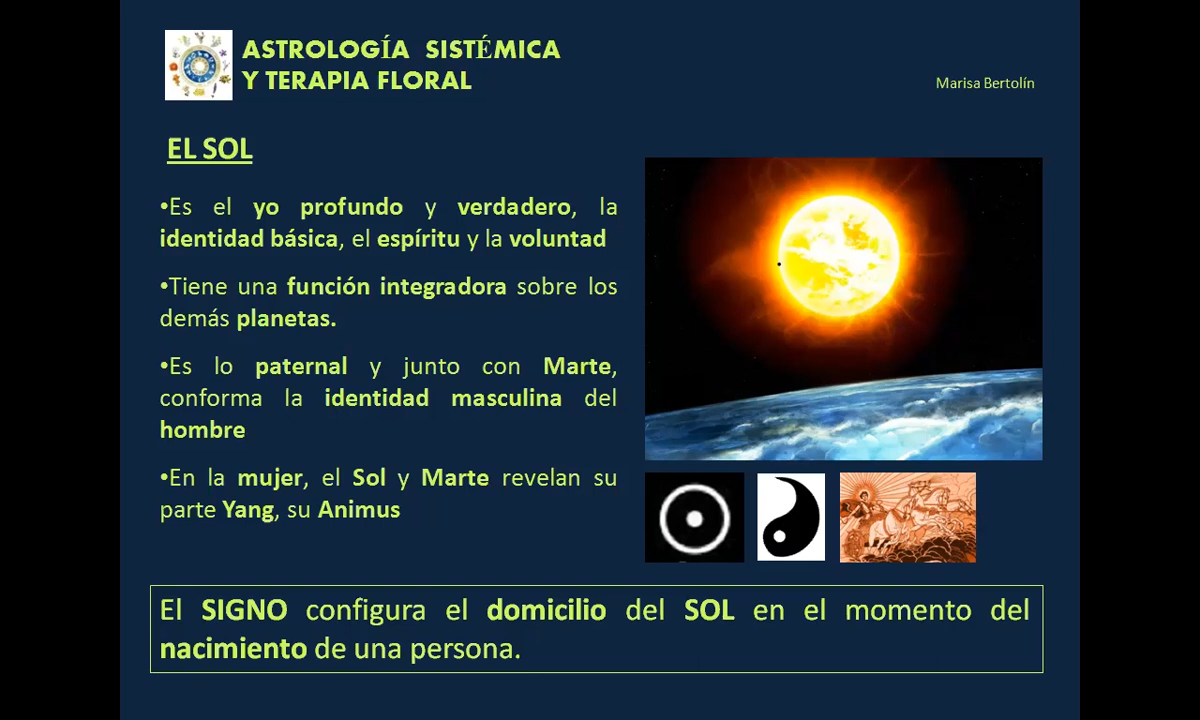 ASTROLOGÍA SISTÉMICA
Y TERAPIA FLORAL
Marisa Bertolín
EL SOL
•Es el yo profundo y verdadero, la
identidad básica, el espíritu y la voluntad
•Tiene una función integradora sobre los
demás planetas.
•Es lo paternal y junto con Marte,
conforma la identidad masculina del
hombre
•En la mujer, el Sol y Marte revelan su
parte Yang, su Animus
El SIGNO configura el domicilio del SOL en el momento del
nacimiento de una persona.